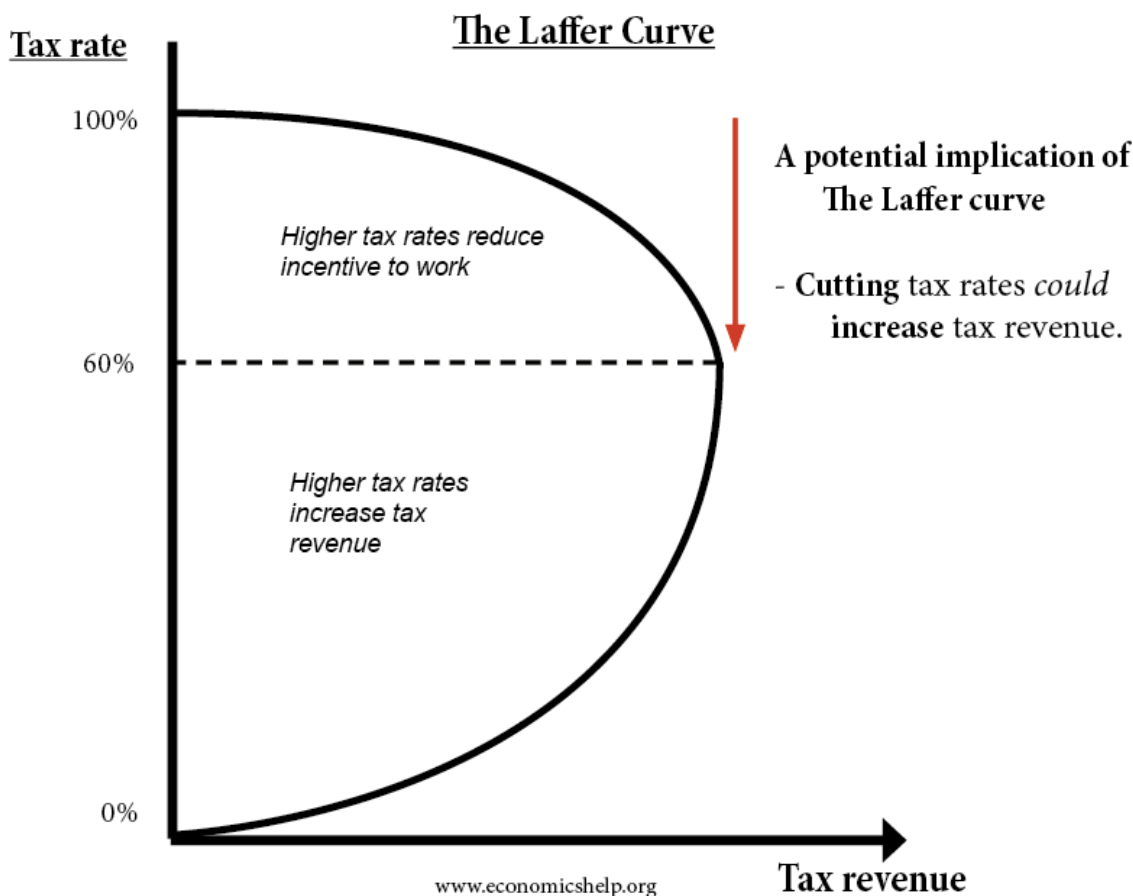 The Laffer Curve
Tax rate
100%
A potential implication of
The Laffer curve
Higher tax rates reduce
incentive to work
- Cutting tax rates could
increase tax revenue.
60%
Higher tax rates
increase tax
revenue
0%
Tax revenue
www.economicshelp.org